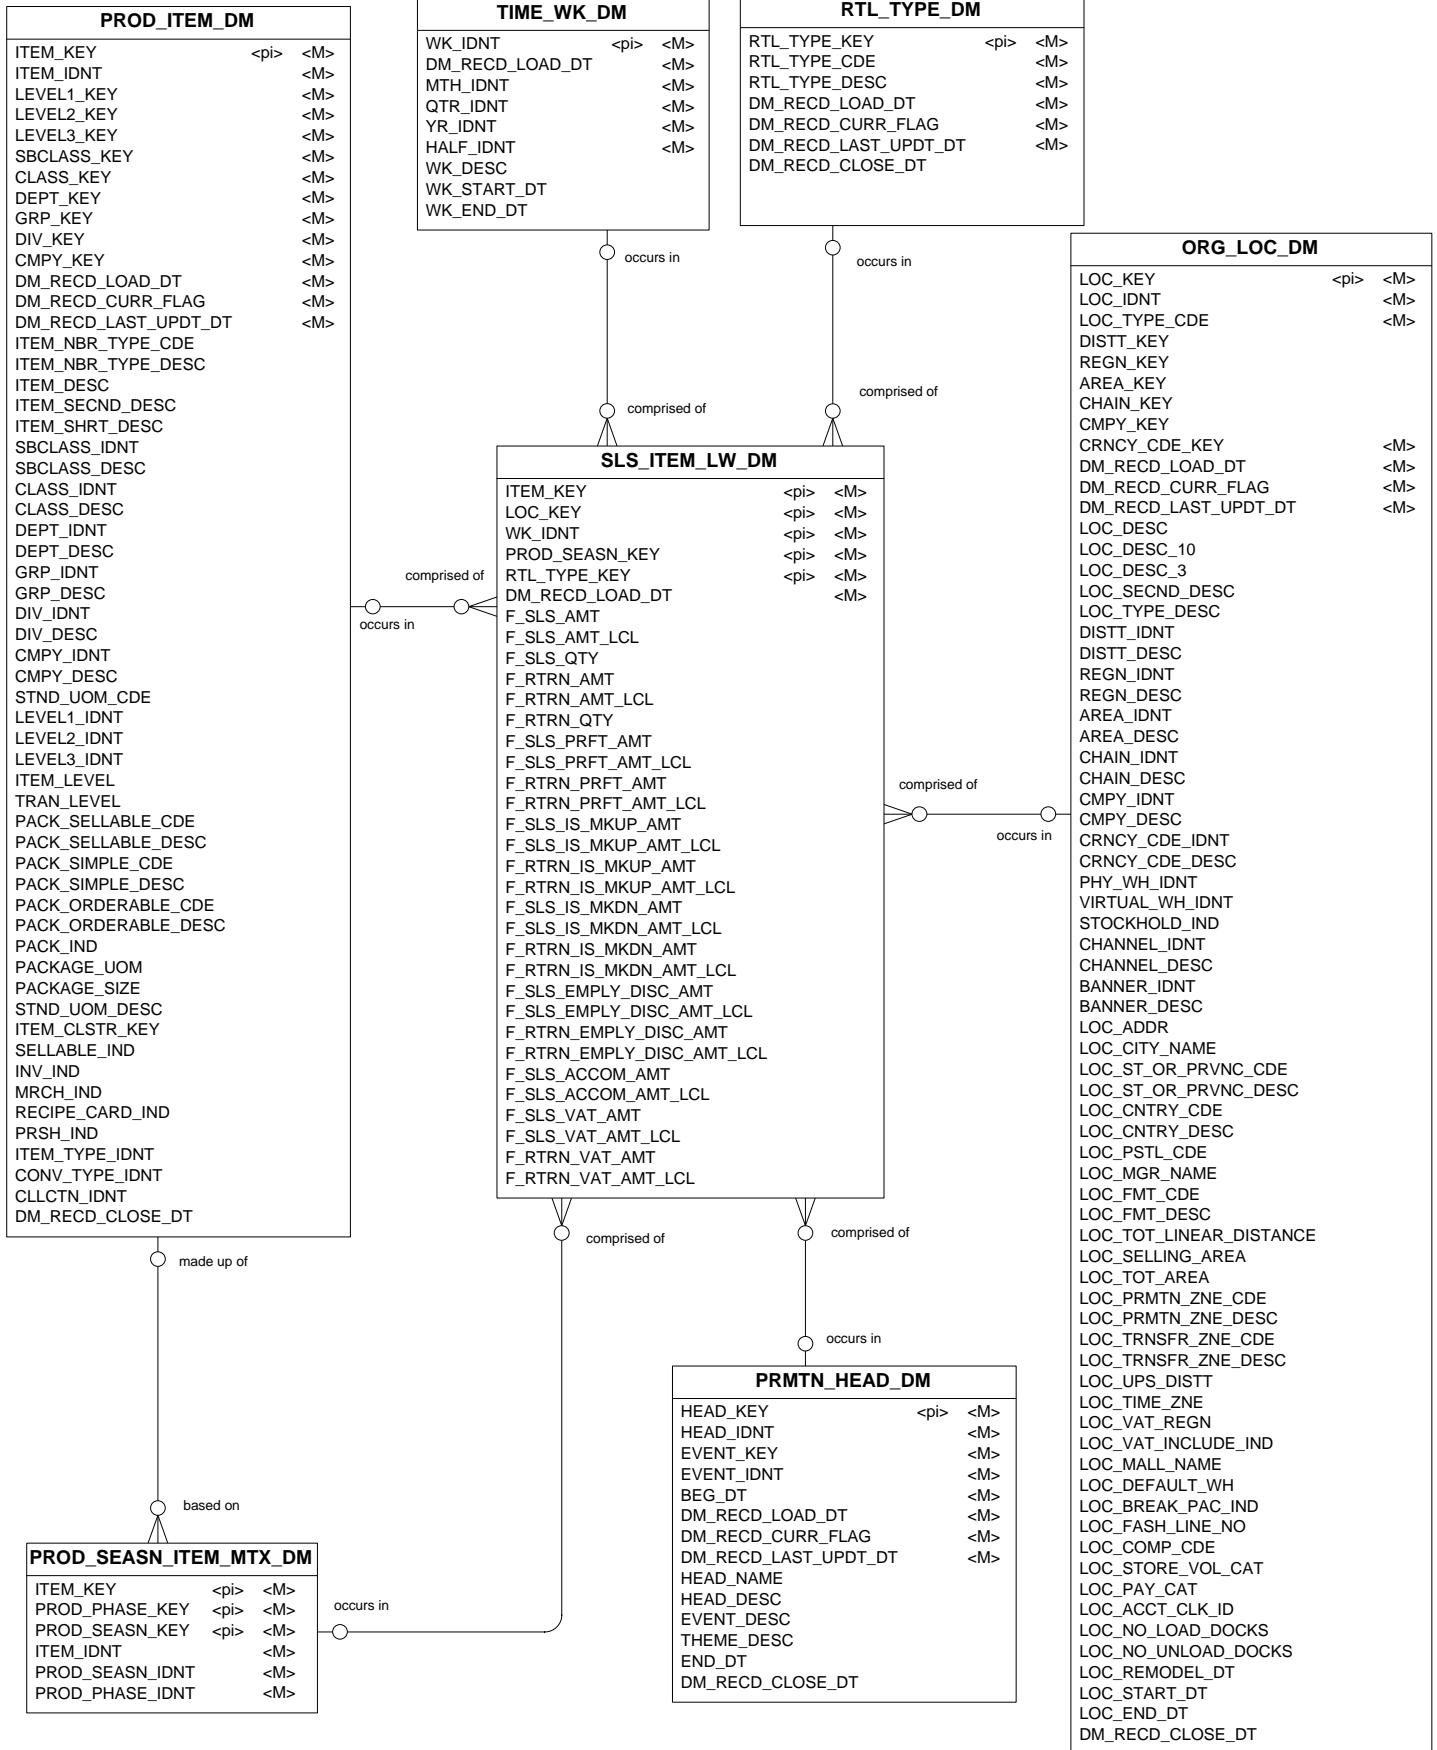 PROD_ITEM_DM
ITEM_KEY <pi> <M>
ITEM_IDNT <M>
LEVEL1_KEY <M>
LEVEL2_KEY <M>
LEVEL3_KEY <M>
SBCLASS_KEY <M>
CLASS_KEY <M>
DEPT_KEY <M>
GRP_KEY <M>
DIV_KEY <M>
CMPY_KEY <M>
DM_RECD_LOAD_DT <M>
DM_RECD_CURR_FLAG <M>
DM_RECD_LAST_UPDT_DT <M>
ITEM_NBR_TYPE_CDE
ITEM_NBR_TYPE_DESC
ITEM_DESC
ITEM_SECND_DESC
ITEM_SHRT_DESC
SBCLASS_IDNT
SBCLASS_DESC
CLASS_IDNT
CLASS_DESC
DEPT_IDNT
DEPT_DESC
GRP_IDNT
GRP_DESC
DIV_IDNT
DIV_DESC
CMPY_IDNT
CMPY_DESC
STND_UOM_CDE
LEVEL1_IDNT
LEVEL2_IDNT
LEVEL3_IDNT
ITEM_LEVEL
TRAN_LEVEL
PACK_SELLABLE_CDE
PACK_SELLABLE_DESC
PACK_SIMPLE_CDE
PACK_SIMPLE_DESC
PACK_ORDERABLE_CDE
PACK_ORDERABLE_DESC
PACK_IND
PACKAGE_UOM
PACKAGE_SIZE
STND_UOM_DESC
ITEM_CLSTR_KEY
SELLABLE_IND
INV_IND
MRCH_IND
RECIPE_CARD_IND
PRSH_IND
ITEM_TYPE_IDNT
CONV_TYPE_IDNT
CLLCTN_IDNT
DM_RECD_CLOSE_DT
TIME_WK_DM
WK_IDNT <pi> <M>
DM_RECD_LOAD_DT <M>
MTH_IDNT <M>
QTR_IDNT <M>
YR_IDNT <M>
HALF_IDNT <M>
WK_DESC
WK_START_DT
WK_END_DT
RTL_TYPE_DM
RTL_TYPE_KEY <pi> <M>
RTL_TYPE_CDE <M>
RTL_TYPE_DESC <M>
DM_RECD_LOAD_DT <M>
DM_RECD_CURR_FLAG <M>
DM_RECD_LAST_UPDT_DT <M>
DM_RECD_CLOSE_DT
occurs in
occurs in
comprised of
comprised of
SLS_ITEM_LW_DM
ITEM_KEY <pi> <M>
LOC_KEY <pi> <M>
WK_IDNT <pi> <M>
PROD_SEASN_KEY <pi> <M>
RTL_TYPE_KEY <pi> <M>
DM_RECD_LOAD_DT <M>
F_SLS_AMT
F_SLS_AMT_LCL
F_SLS_QTY
F_RTRN_AMT
F_RTRN_AMT_LCL
F_RTRN_QTY
F_SLS_PRFT_AMT
F_SLS_PRFT_AMT_LCL
F_RTRN_PRFT_AMT
F_RTRN_PRFT_AMT_LCL
F_SLS_IS_MKUP_AMT
F_SLS_IS_MKUP_AMT_LCL
F_RTRN_IS_MKUP_AMT
F_RTRN_IS_MKUP_AMT_LCL
F_SLS_IS_MKDN_AMT
F_SLS_IS_MKDN_AMT_LCL
F_RTRN_IS_MKDN_AMT
F_RTRN_IS_MKDN_AMT_LCL
F_SLS_EMPLY_DISC_AMT
F_SLS_EMPLY_DISC_AMT_LCL
F_RTRN_EMPLY_DISC_AMT
F_RTRN_EMPLY_DISC_AMT_LCL
F_SLS_ACCOM_AMT
F_SLS_ACCOM_AMT_LCL
F_SLS_VAT_AMT
F_SLS_VAT_AMT_LCL
F_RTRN_VAT_AMT
F_RTRN_VAT_AMT_LCL
comprised of
occurs in
comprised of
occurs in
ORG_LOC_DM
LOC_KEY <pi> <M>
LOC_IDNT <M>
LOC_TYPE_CDE <M>
DISTT_KEY
REGN_KEY
AREA_KEY
CHAIN_KEY
CMPY_KEY
CRNCY_CDE_KEY <M>
DM_RECD_LOAD_DT <M>
DM_RECD_CURR_FLAG <M>
DM_RECD_LAST_UPDT_DT <M>
LOC_DESC
LOC_DESC_10
LOC_DESC_3
LOC_SECND_DESC
LOC_TYPE_DESC
DISTT_IDNT
DISTT_DESC
REGN_IDNT
REGN_DESC
AREA_IDNT
AREA_DESC
CHAIN_IDNT
CHAIN_DESC
CMPY_IDNT
CMPY_DESC
CRNCY_CDE_IDNT
CRNCY_CDE_DESC
PHY_WH_IDNT
VIRTUAL_WH_IDNT
STOCKHOLD_IND
CHANNEL_IDNT
CHANNEL_DESC
BANNER_IDNT
BANNER_DESC
LOC_ADDR
LOC_CITY_NAME
LOC_ST_OR_PRVNC_CDE
LOC_ST_OR_PRVNC_DESC
LOC_CNTRY_CDE
LOC_CNTRY_DESC
LOC_PSTL_CDE
LOC_MGR_NAME
LOC_FMT_CDE
LOC_FMT_DESC
LOC_TOT_LINEAR_DISTANCE
LOC_SELLING_AREA
LOC_TOT_AREA
LOC_PRMTN_ZNE_CDE
LOC_PRMTN_ZNE_DESC
LOC_TRNSFR_ZNE_CDE
LOC_TRNSFR_ZNE_DESC
LOC_UPS_DISTT
LOC_TIME_ZNE
LOC_VAT_REGN
LOC_VAT_INCLUDE_IND
LOC_MALL_NAME
LOC_DEFAULT_WH
LOC_BREAK_PAC_IND
LOC_FASH_LINE_NO
LOC_COMP_CDE
LOC_STORE_VOL_CAT
LOC_PAY_CAT
LOC_ACCT_CLK_ID
LOC_NO_LOAD_DOCKS
LOC_NO_UNLOAD_DOCKS
LOC_REMODEL_DT
LOC_START_DT
LOC_END_DT
DM_RECD_CLOSE_DT
made up of
comprised of
comprised of
occurs in
based on
PROD_SEASN_ITEM_MTX_DM
ITEM_KEY <pi> <M>
PROD_PHASE_KEY <pi> <M>
PROD_SEASN_KEY <pi> <M>
ITEM_IDNT <M>
PROD_SEASN_IDNT <M>
PROD_PHASE_IDNT <M>
occurs in
PRMTN_HEAD_DM
HEAD_KEY <pi> <M>
HEAD_IDNT <M>
EVENT_KEY <M>
EVENT_IDNT <M>
BEG_DT <M>
DM_RECD_LOAD_DT <M>
DM_RECD_CURR_FLAG <M>
DM_RECD_LAST_UPDT_DT <M>
HEAD_NAME
HEAD_DESC
EVENT_DESC
THEME_DESC
END_DT
DM_RECD_CLOSE_DT